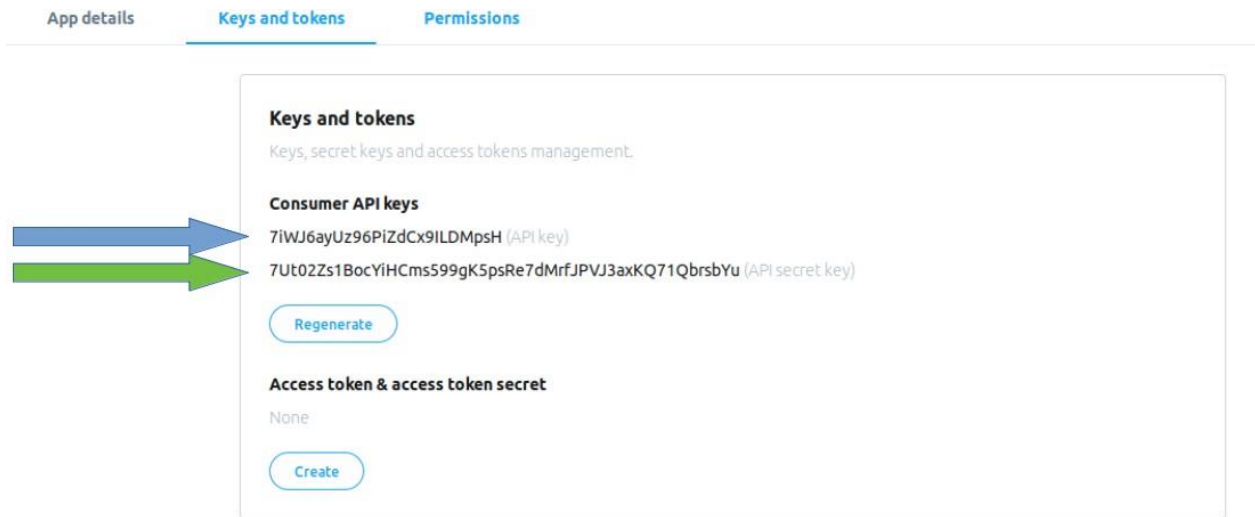 App details Keys and tokens Permissions
Keys and tokens
Keys, secret keys and access tokens management.
Consumer API keys
7iWJ6ayUz96PiZdCx9ILDMpsH (API key)
7Ut02Zs1BocYiHCms599gK5psRe7dMrfJPVJ3axKQ71QbrsbYu (API secret key)
Regenerate
Access token & access token secret
None
Create